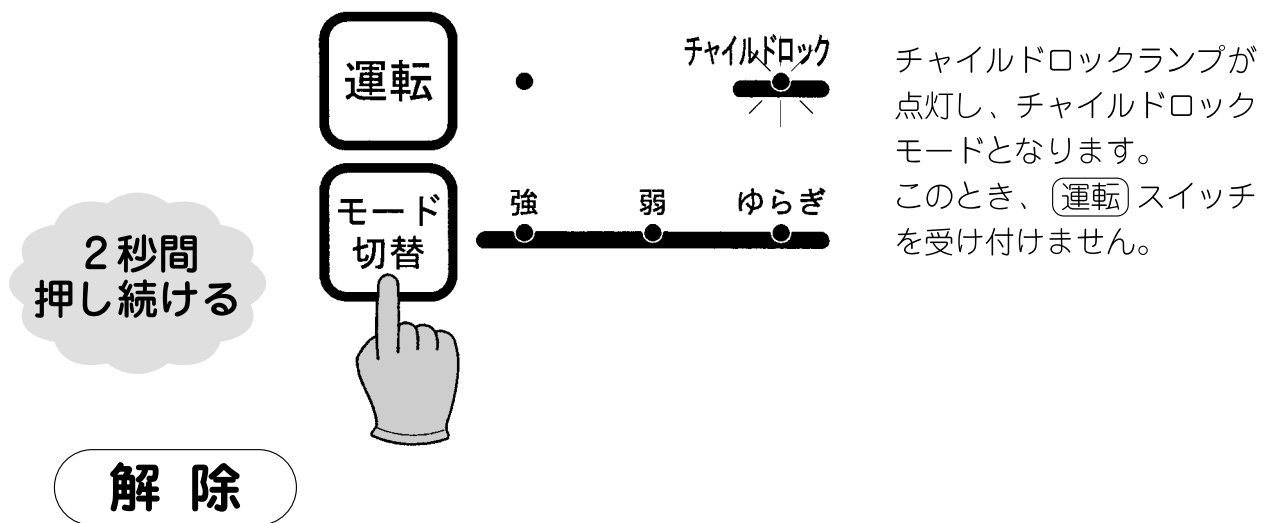 運転
チャイルドロック
チャイルドロックランプが
点灯し、チャイルドロック
モードとなります。
このとき、運転スイッチ
を受け付けません。
2秒間
押し続ける
モード
切替
強 弱 ゆらぎ
解除